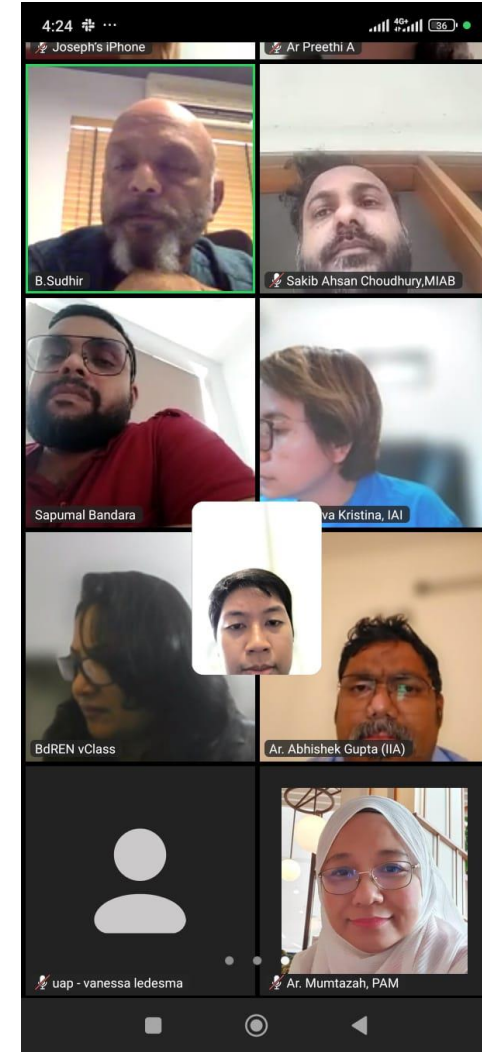 4:24
4G+
36
Joseph's iPhone
Ar Preethi A
B.Sudhir
Sakib Ahsan Choudhury,MIAB
Sapumal Bandara
va Kristina, IAI
BdREN vClass
Ar. Abhishek Gupta (IIA)
uap - vanessa ledesma
Ar. Mumtazah, PAM